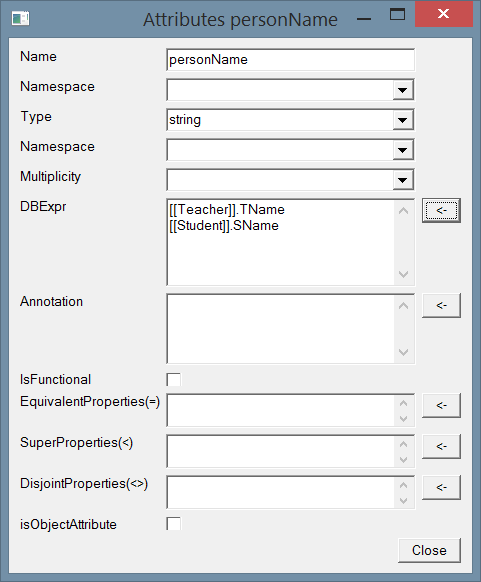 Attributes personName
Name
personName
Namespace
Type
string
Namespace
Multiplicity
DBExpr
[[Teacher]].TName
[[Student]].SName
<-
Annotation
<-
IsFunctional
EquivalentProperties(=)
<-
SuperProperties(<)
<-
DisjointProperties(<>)
<-
isObjectAttribute
Close